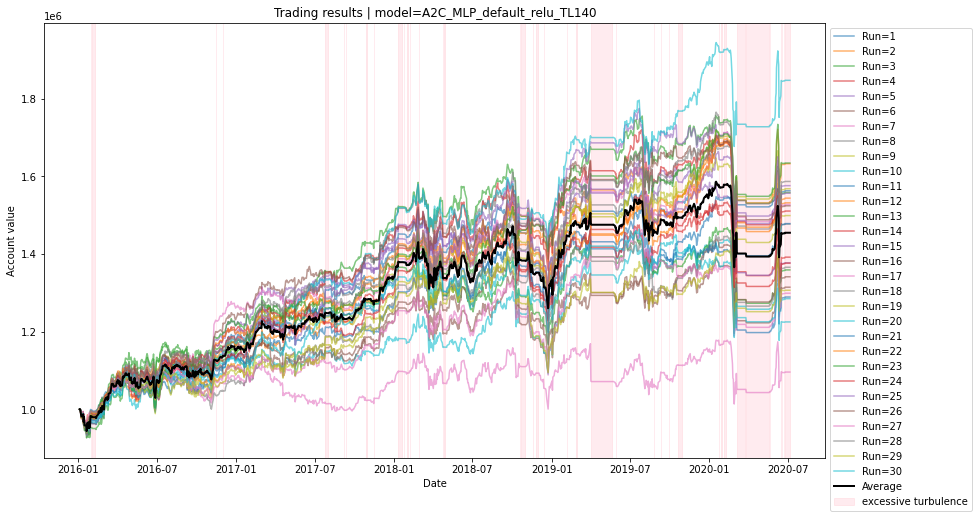 Trading results | model=A2C_MLP_default_relu_TL140
1e6
1.8
1.6
1.4
1.2
1.0
Account value
2016-01 2016-07 2017-01 2017-07 2018-01 2018-07 2019-01 2019-07 2020-01 2020-07
Date
Run=1
Run=2
Run=3
Run=4
Run=5
Run=6
Run=7
Run=8
Run=9
Run=10
Run=11
Run=12
Run=13
Run=14
Run=15
Run=16
Run=17
Run=18
Run=19
Run=20
Run=21
Run=22
Run=23
Run=24
Run=25
Run=26
Run=27
Run=28
Run=29
Run=30
Average
excessive turbulence